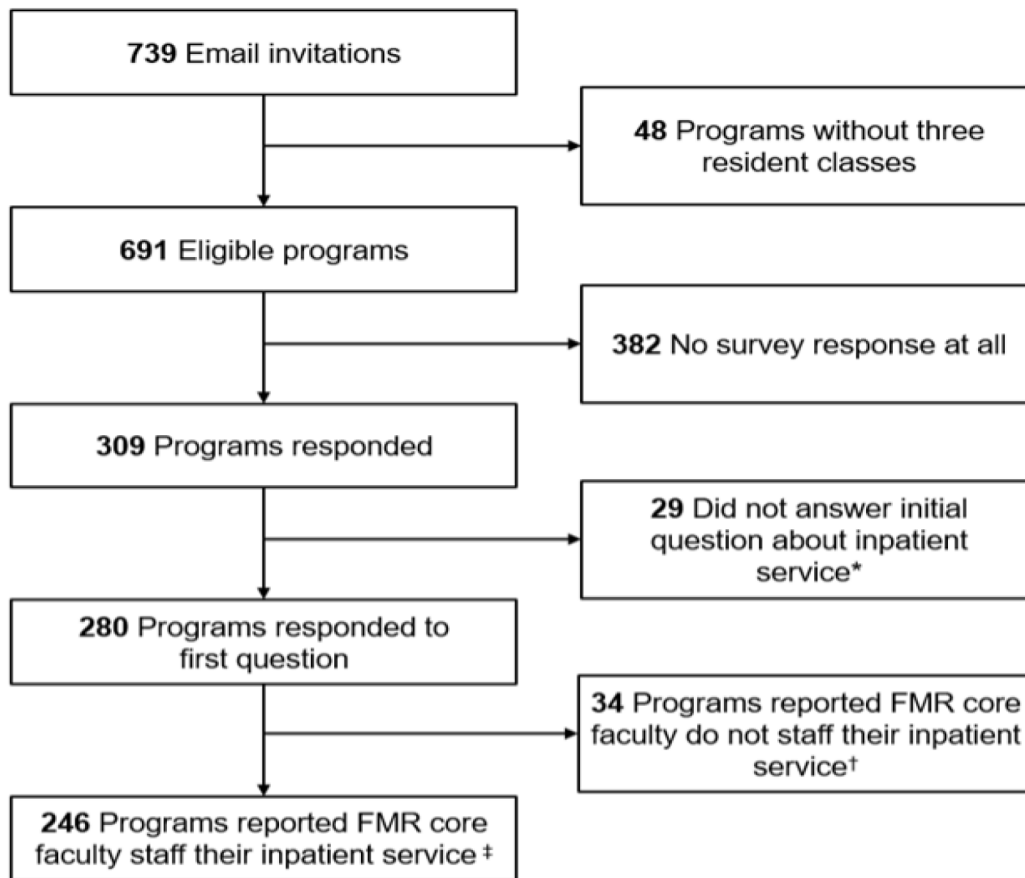 739 Email invitations
48 Programs without three
resident classes
691 Eligible programs
382 No survey response at all
309 Programs responded
29 Did not answer initial
question about inpatient
service*
280 Programs responded to
first question
34 Programs reported FMR core
faculty do not staff their inpatient
service†
246 Programs reported FMR core
faculty staff their inpatient service ‡